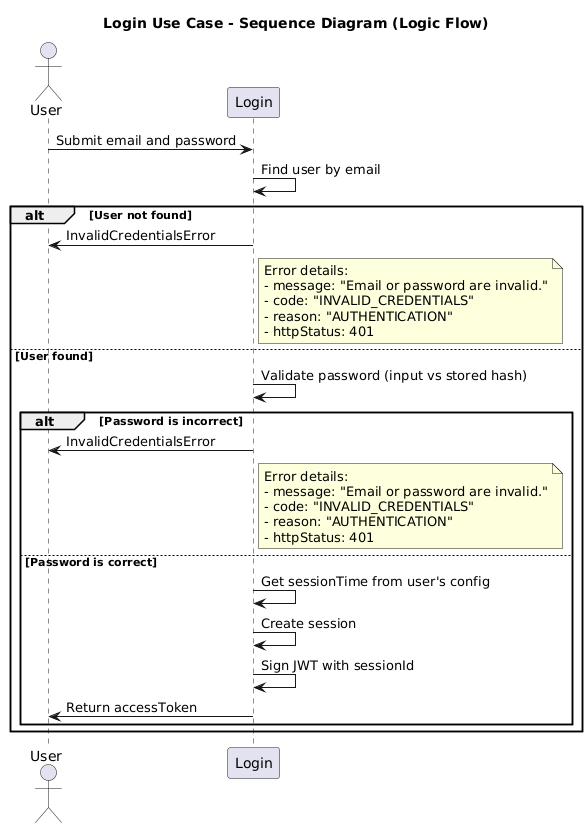 Login Use Case - Sequence Diagram (Logic Flow)
User
Login
Submit email and password
Find user by email
alt [User not found]
InvalidCredentialsError
Error details:
- message: "Email or password are invalid."
- code: "INVALID_CREDENTIALS"
- reason: "AUTHENTICATION"
- httpStatus: 401
[User found]
Validate password (input vs stored hash)
alt [Password is incorrect]
InvalidCredentialsError
Error details:
- message: "Email or password are invalid."
- code: "INVALID_CREDENTIALS"
- reason: "AUTHENTICATION"
- httpStatus: 401
[Password is correct]
Get sessionTime from user's config
Create session
Sign JWT with sessionId
Return accessToken
User
Login